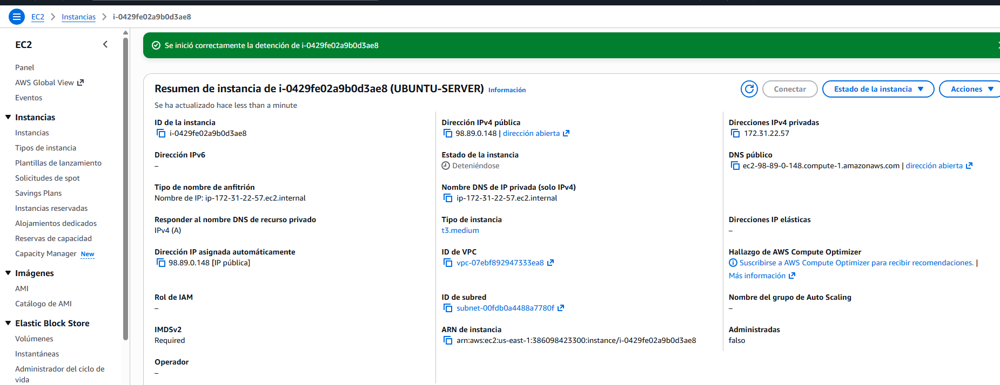 EC2 > Instancias > i-0429fe02a9b0d3ae8
EC2
Panel
AWS Global View
Eventos
Instancias
Instancias
Tipos de instancia
Plantillas de lanzamiento
Solicitudes de spot
Savings Plans
Instancias reservadas
Alojamientos dedicados
Reservas de capacidad
Capacity Manager New
Imágenes
AMI
Catálogo de AMI
Elastic Block Store
Volúmenes
Instantáneas
Administrador del ciclo de
vida
Se inició correctamente la detención de i-0429fe02a9b0d3ae8
Resumen de instancia de i-0429fe02a9b0d3ae8 (UBUNTU-SERVER) Información
Conectar
Estado de la instancia
Acciones
Se ha actualizado hace less than a minute
ID de la instancia
i-0429fe02a9b0d3ae8
Dirección IPv4 pública
98.89.0.148 | dirección abierta
Direcciones IPv4 privadas
172.31.22.57
Dirección IPv6
–
Estado de la instancia
Deteniéndose
DNS público
ec2-98-89-0-148.compute-1.amazonaws.com | dirección abierta
Tipo de nombre de anfitrión
Nombre de IP: ip-172-31-22-57.ec2.internal
Nombre DNS de IP privada (solo IPv4)
ip-172-31-22-57.ec2.internal
Responder al nombre DNS de recurso privado
IPv4 (A)
Tipo de instancia
t3.medium
Direcciones IP elásticas
–
Dirección IP asignada automáticamente
98.89.0.148 [IP pública]
ID de VPC
vpc-07ebf892947333ea8
Hallazgo de AWS Compute Optimizer
Suscribirse a AWS Compute Optimizer para recibir recomendaciones. |
Más información
Rol de IAM
–
ID de subred
subnet-00fdb0a4488a7780f
Nombre del grupo de Auto Scaling
–
IMDSv2
Required
ARN de instancia
arn:aws:ec2:us-east-1:386098423300:instance/i-0429fe02a9b0d3ae8
Administradas
falso
Operador
–